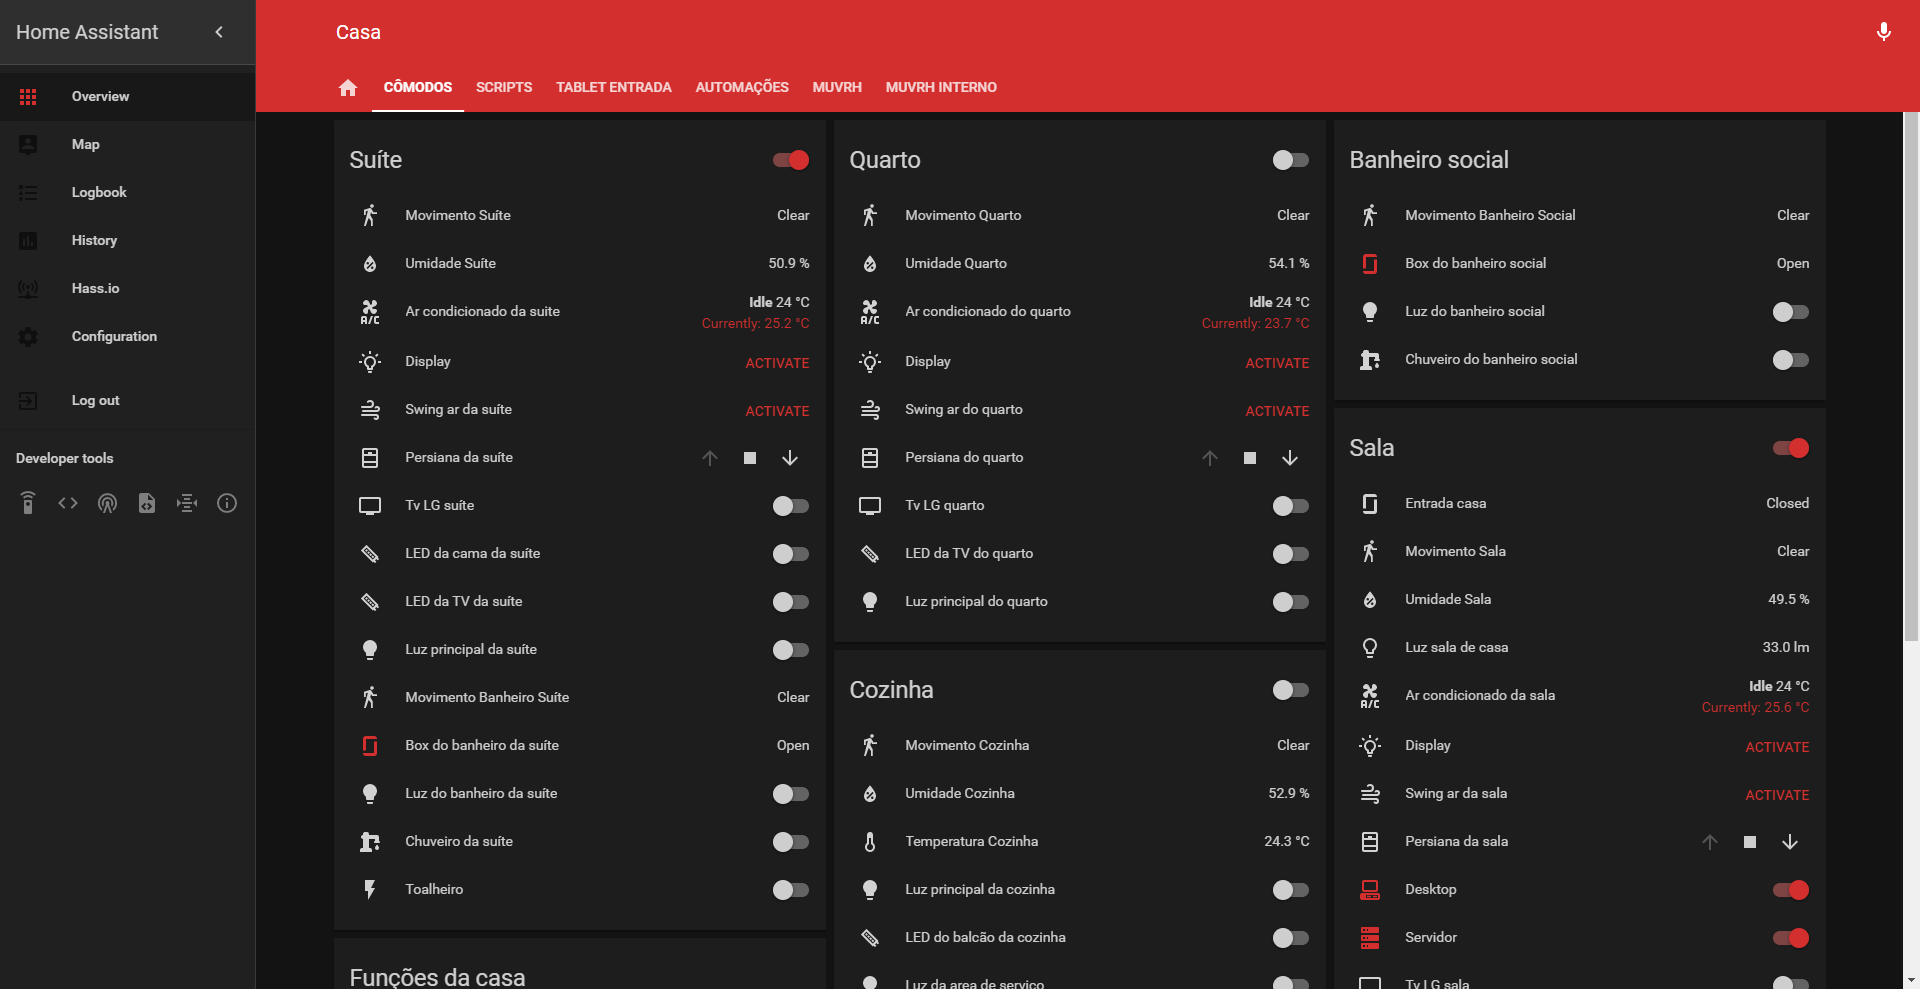 Home Assistant
Overview
Map
Logbook
History
Hass.io
Configuration
Log out
Developer tools
Casa
CÔMODOS SCRIPTS TABLET ENTRADA AUTOMAÇÕES MUVRH MUVRH INTERNO
Suíte
Movimento Suíte Clear
Umidade Suíte 50.9 %
Ar condicionado da suite Idle 24 °C
Currently: 25.2 °C
Display ACTIVATE
Swing ar da suíte ACTIVATE
Persiana da suíte
Tv LG suíte
LED da cama da suíte
LED da TV da suíte
Luz principal da suíte
Movimento Banheiro Suíte Clear
Box do banheiro da suíte Open
Luz do banheiro da suíte
Chuveiro da suíte
Toalheiro
Funções da casa
Quarto
Movimento Quarto Clear
Umidade Quarto 54.1 %
Ar condicionado do quarto Idle 24 °C
Currently: 23.7 °C
Display ACTIVATE
Swing ar do quarto ACTIVATE
Persiana do quarto
Tv LG quarto
LED da TV do quarto
Luz principal do quarto
Cozinha
Movimento Cozinha Clear
Umidade Cozinha 52.9 %
Temperatura Cozinha 24.3 °C
Luz principal da cozinha
LED do balcão da cozinha
Luz da area de serviço
Banheiro social
Movimento Banheiro Social Clear
Box do banheiro social Open
Luz do banheiro social
Chuveiro do banheiro social
Sala
Entrada casa Closed
Movimento Sala Clear
Umidade Sala 49.5 %
Luz sala de casa 33.0 lm
Ar condicionado da sala Idle 24 °C
Currently: 25.6 °C
Display ACTIVATE
Swing ar da sala ACTIVATE
Persiana da sala
Desktop
Servidor
Tv LG sala